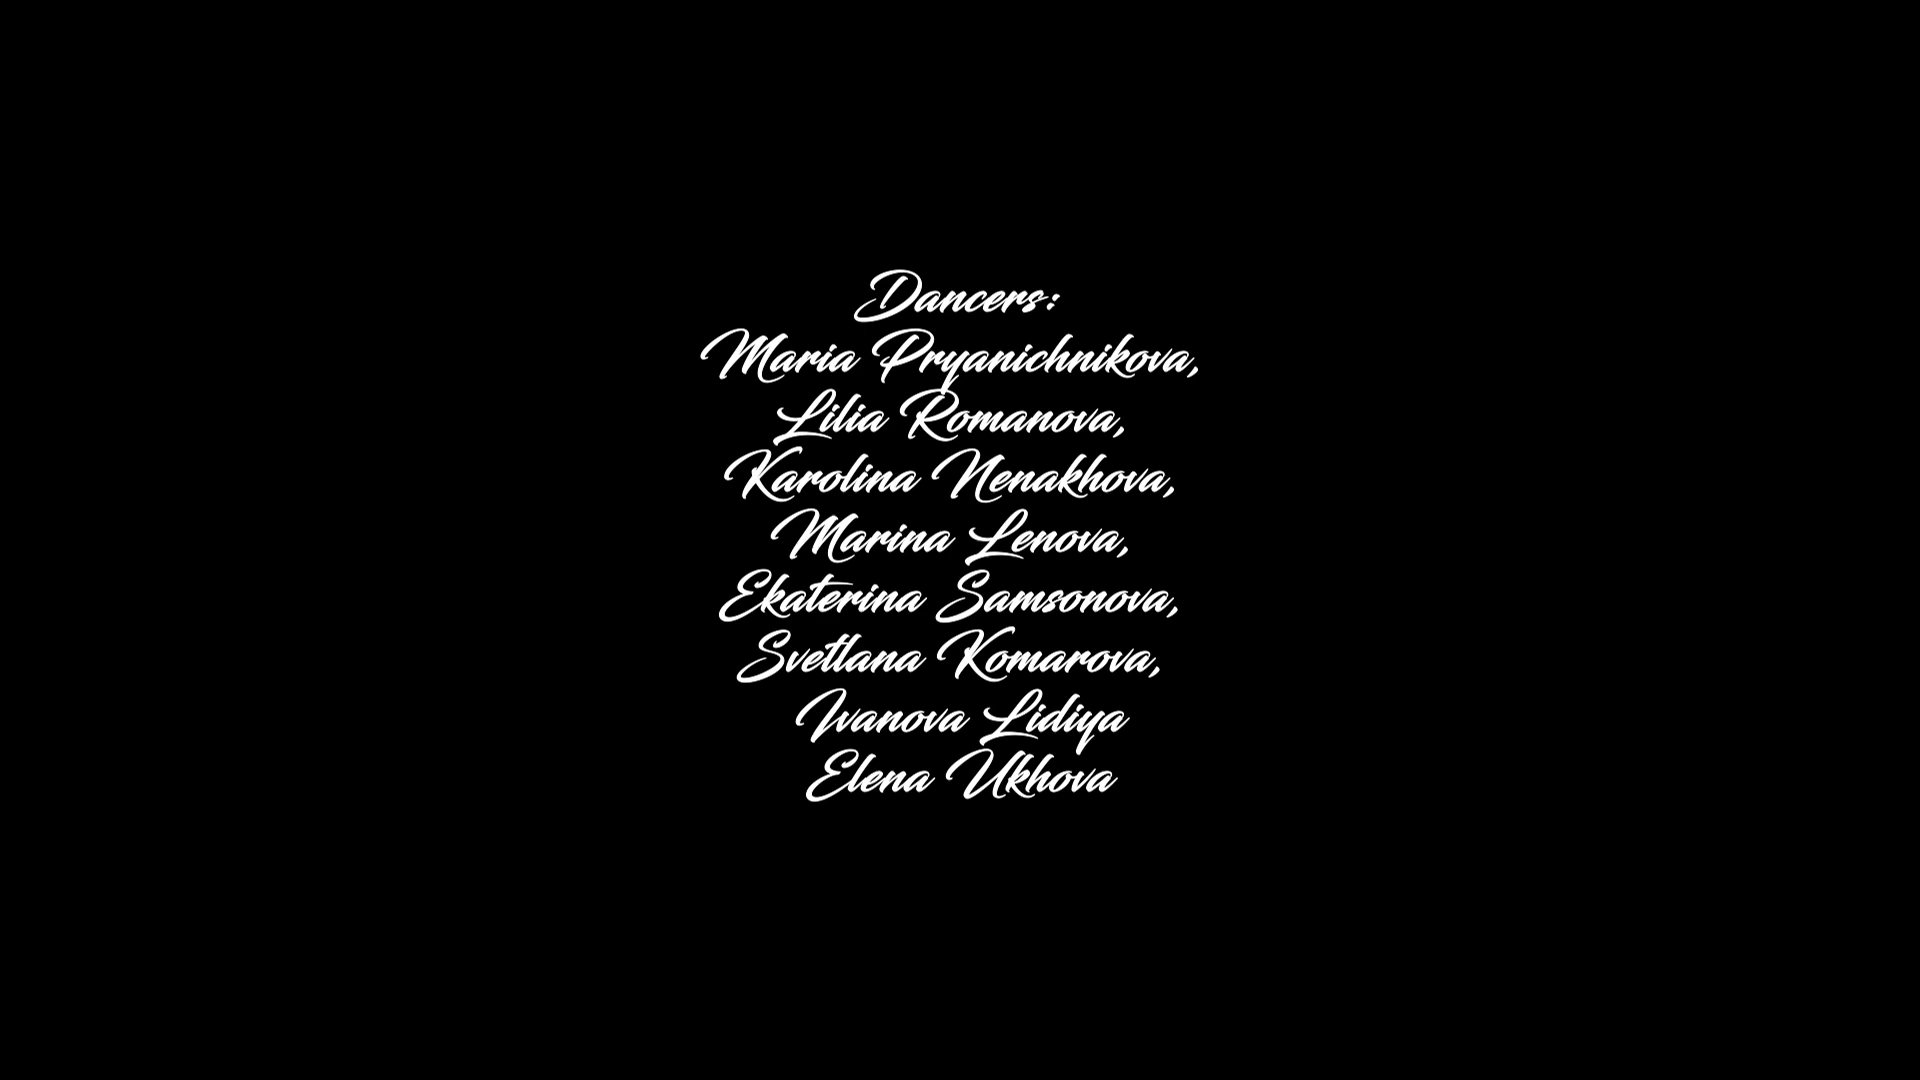 Dancers:
Maria Pryanichnikova,
Lilia Romanova,
Karolina Nenakhova,
Marina Lenova,
Ekaterina Samsonova,
Svetlana Komarova,
Ivanova Lidiya
Elena Ukhova